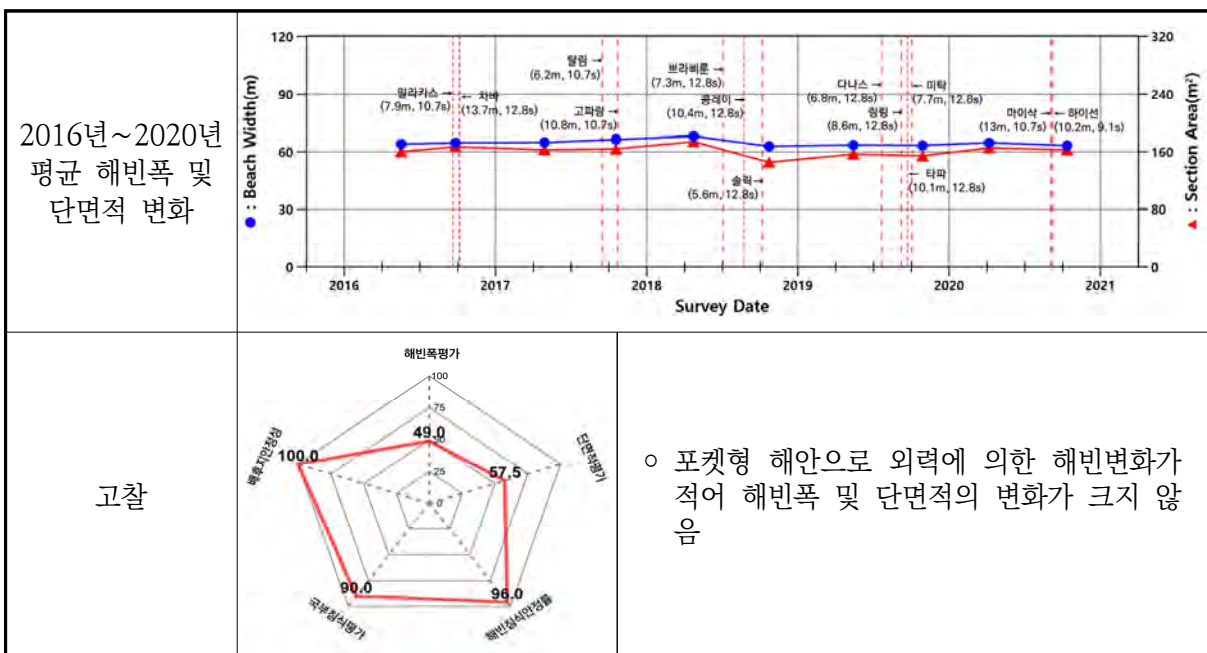 2016년~2020년
평균 해빈폭 및
단면적 변화
● : Beach Width(m)
120
90
60
30
0
말라카스→
(7.9m, 10.7s)
← 차바
(13.7m, 12.8s)
탈림 →
(6.2m, 10.7s)
고파랑→
(10.8m, 10.7s)
쁘라삐룬→
(7.3m, 12.8s)
콩레이→
(10.4m, 12.8s)
솔릭→
(5.6m, 12.8s)
다나스→
(6.8m, 12.8s)
링링→
(8.6m, 12.8s)
← 미탁
(7.7m, 12.8s)
← 타파
(10.1m, 12.8s)
마이삭→
(13m, 10.7s)
←하이선
(10.2m, 9.1s)
320
240
160
80
0
▲ : Section Area(m²)
2016
2017
2018
2019
2020
2021
Survey Date
고찰
해빈폭평가
100
75
25
0
49.0
57.5
96.0
90.0
100.0
단면적평가
해빈침식안정률
국부침식평가
배후지안정성
○ 포켓형 해안으로 외력에 의한 해빈변화가
적어 해빈폭 및 단면적의 변화가 크지 않
음